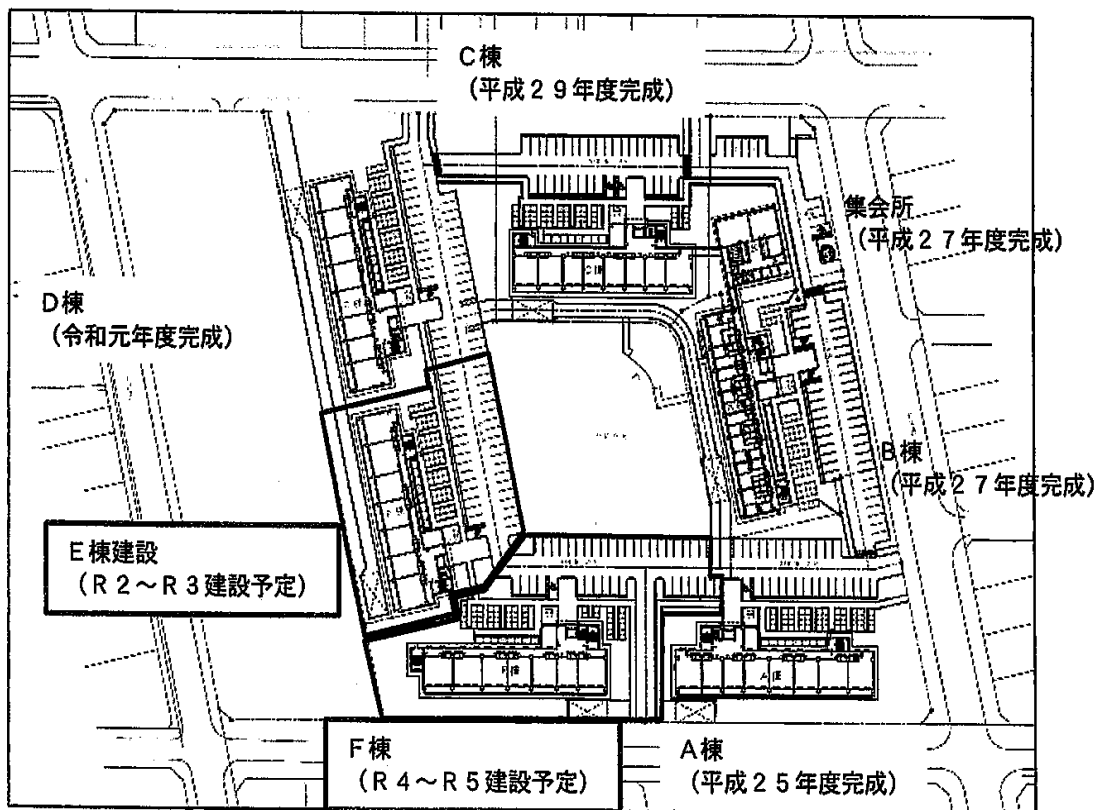 C棟
(平成29年度完成)
集会所
(平成27年度完成)
D棟
(令和元年度完成)
B棟
(平成27年度完成)
E棟建設
(R2~R3建設予定)
F棟
(R4~R5建設予定)
A棟
(平成25年度完成)